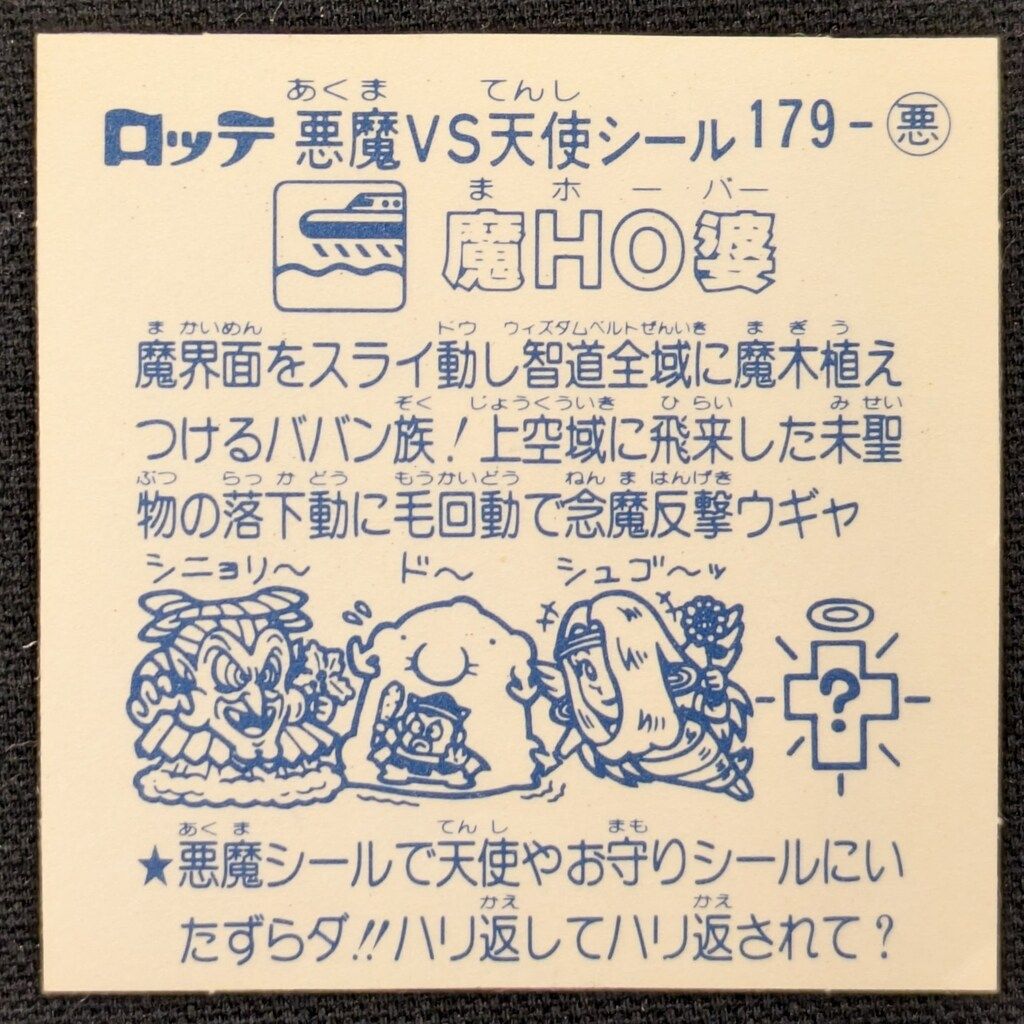 あくま てんし
ロッテ 悪魔VS天使シール 179-悪
ま ホーバー
魔HO婆
ま かいめん ドウ ウィズダムベルトぜんいき ま ぎ う
魔界面をスライ動し智道全域に魔木植え
ぞく じょうくういき ひ らい み せい
つけるババン族!上空域に飛来した未聖
ぶつ らっ か どう もうかいどう ねん ま はんげき
物の落下動に毛回動で念魔反撃ウギャ
シニョリ〜 ド〜 シュゴ〜ッ
?
あく ま てん し まも
★悪魔シールで天使やお守りシールにい
かえ かえ
たずらダ!!ハリ返してハリ返されて?